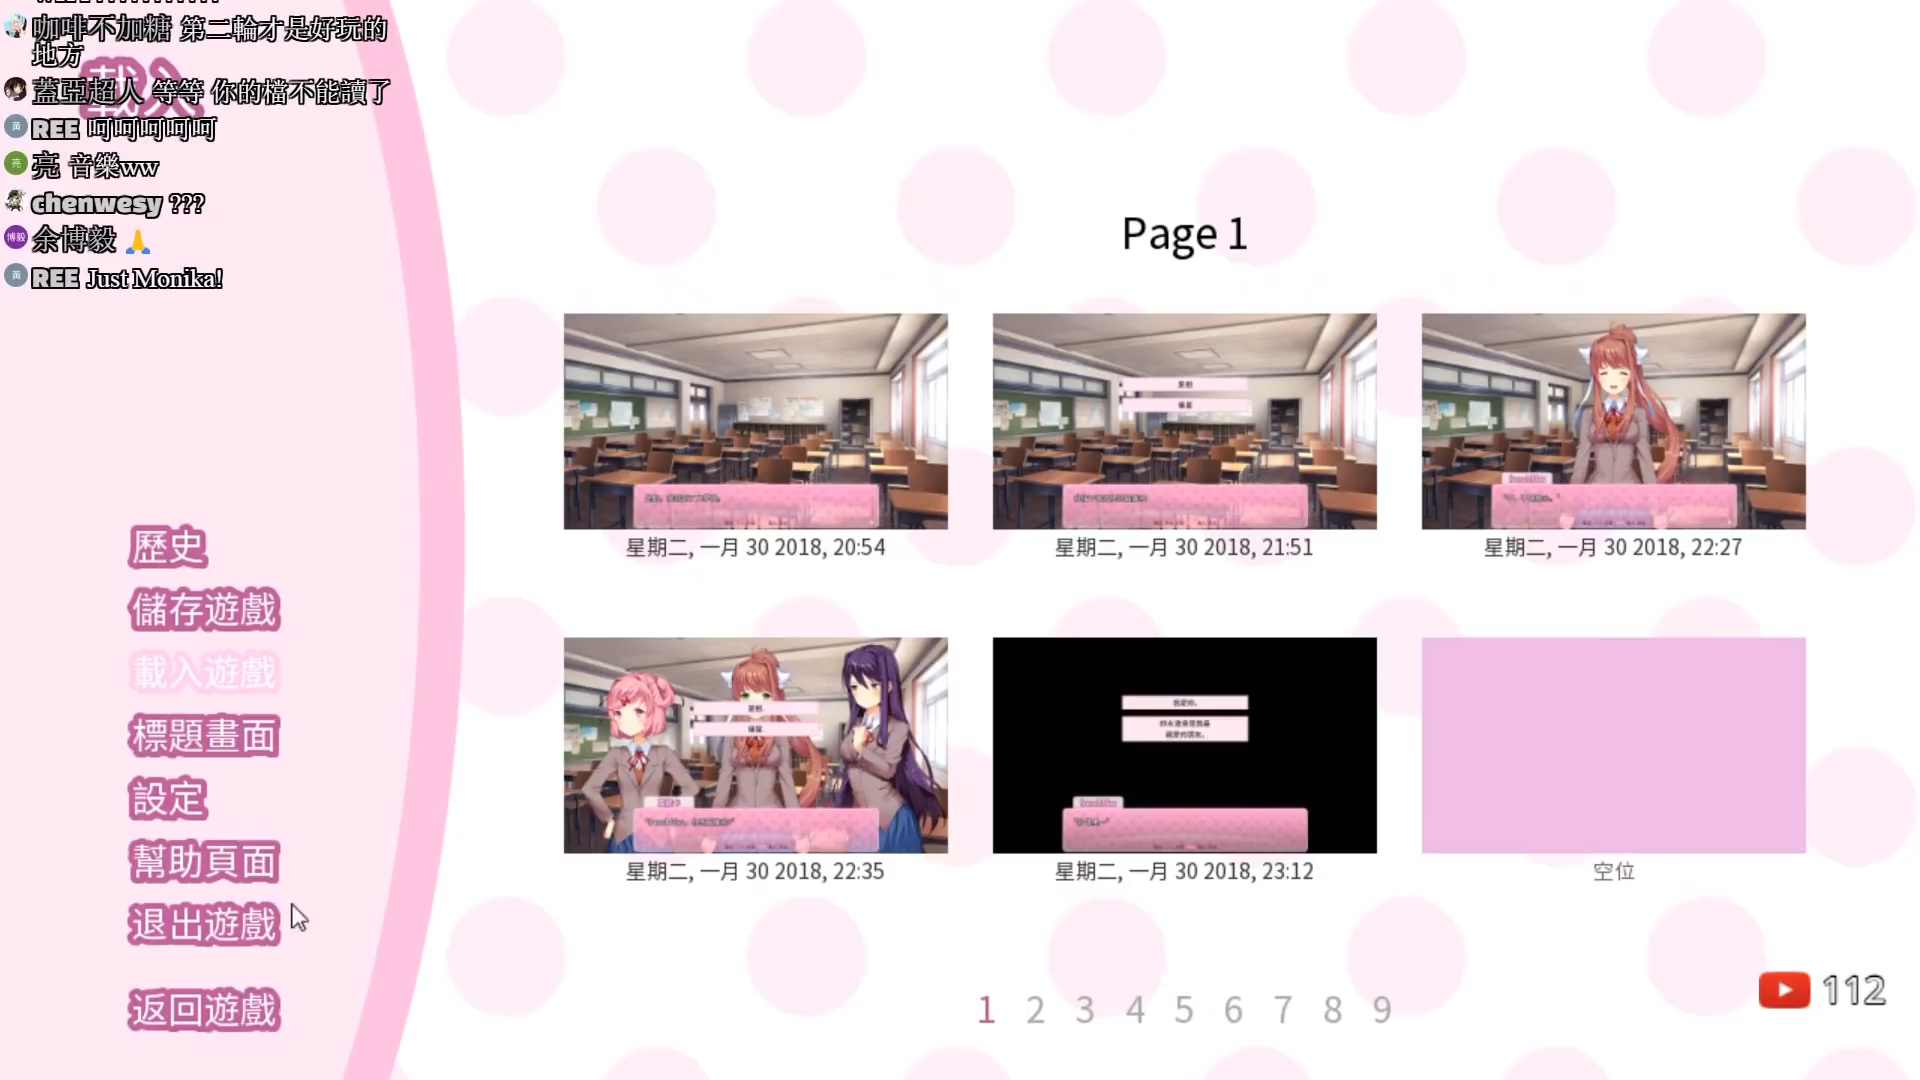 咖啡不加糖 第二輪才是好玩的
地方
載入
蓋亞超人 等等 你的檔不能讀了
REE 呵呵呵呵呵
亮 音樂ww
chenwesy ???
余博毅 🙏
REE Just Monika!
Page 1
星期二, 一月 30 2018, 20:54
星期二, 一月 30 2018, 21:51
星期二, 一月 30 2018, 22:27
歷史
儲存遊戲
載入遊戲
標題畫面
設定
幫助頁面
退出遊戲
返回遊戲
星期二, 一月 30 2018, 22:35
星期二, 一月 30 2018, 23:12
空位
1 2 3 4 5 6 7 8 9
112